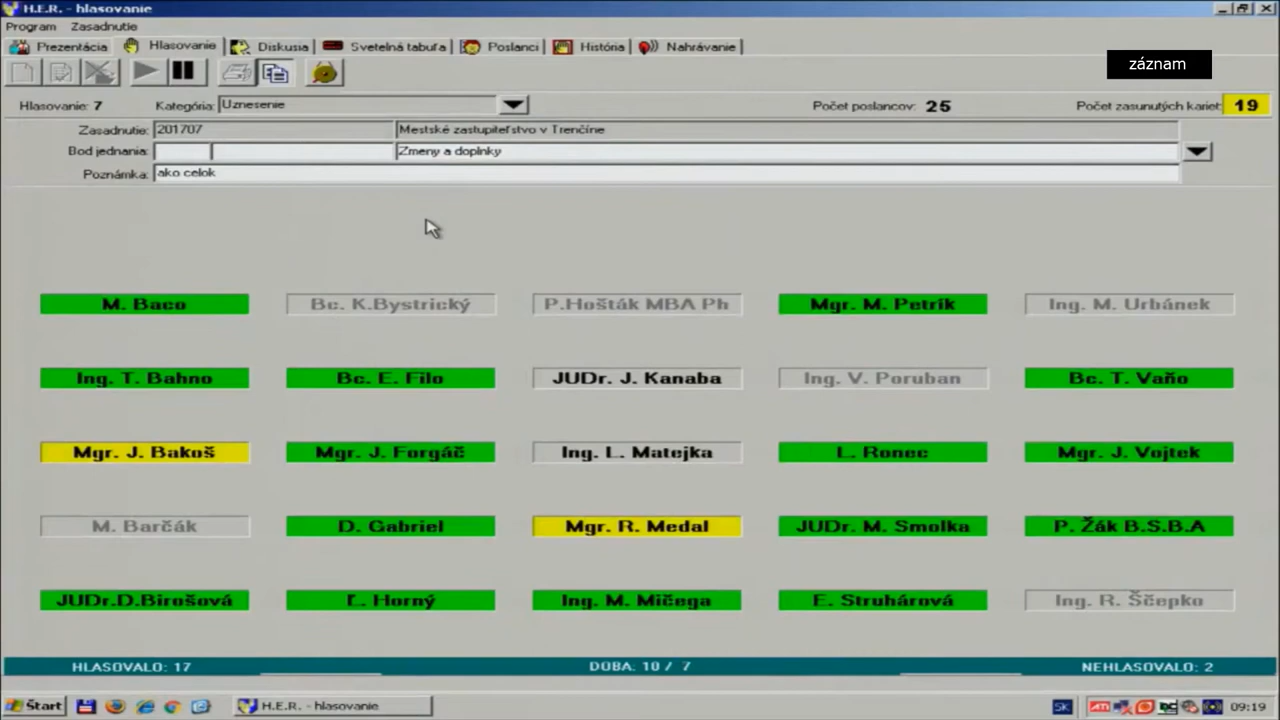 H.E.R. - hlasovanie
Program Zasadnutie
Prezentácia Hlasovanie Diskusia Svetelná tabuľa Poslanci História Nahrávanie
záznam
Hlasovanie: 7 Kategória: Uznesenie Počet poslancov: 25 Počet zasunutých kariet: 19
Zasadnutie: 201707 Mestské zastupiteľstvo v Trenčíne
Bod jednania: Zmeny a doplnky
Poznámka: ako celok
M. Baco Bc. K.Bystrický P.Hošták MBA Ph Mgr. M. Petrík Ing. M. Urbánek
Ing. T. Bahno Bc. E. Filo JUDr. J. Kanaba Ing. V. Poruban Bc. T. Vaňo
Mgr. J. Bakoš Mgr. J. Forgáč Ing. L. Matejka L. Ronec Mgr. J. Vojtek
M. Barčák D. Gabriel Mgr. R. Medal JUDr. M. Smolka P. Žák B.S.B.A
JUDr.D.Birošová Ľ. Horný Ing. M. Mičega E. Struhárová Ing. R. Ščepko
HLASOVALO: 17 DOBA: 10 / 7 NEHLASOVALO: 2
Štart H.E.R. - hlasovanie SK ATI 09:19